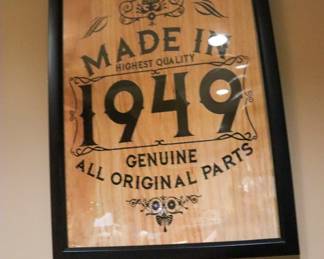 MADE IN
HIGHEST QUALITY
1949
GENUINE
ALL ORIGINAL PARTS